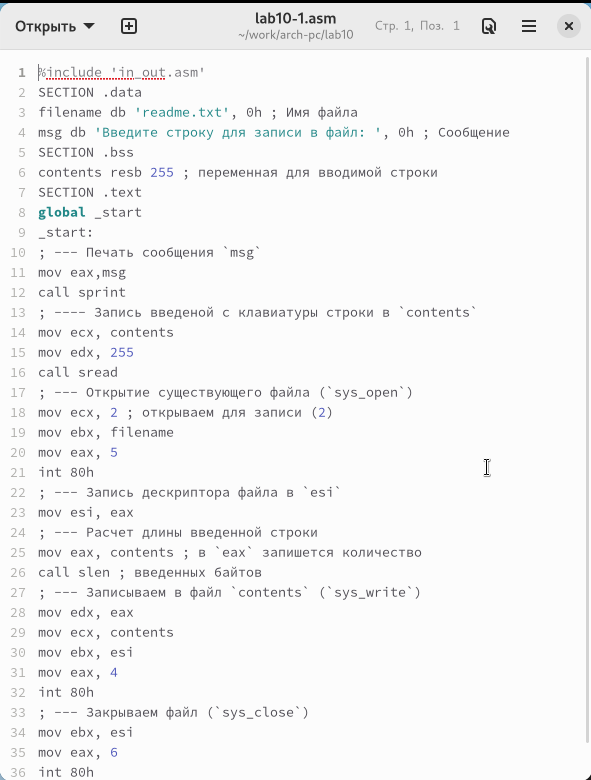 Открыть
lab10-1.asm
~/work/arch-pc/lab10
Стр. 1, Поз. 1
1 %include 'in_out.asm'
2 SECTION .data
3 filename db 'readme.txt', 0h ; Имя файла
4 msg db 'Введите строку для записи в файл: ', 0h ; Сообщение
5 SECTION .bss
6 contents resb 255 ; переменная для вводимой строки
7 SECTION .text
8 global _start
9 _start:
10 ; --- Печать сообщения `msg`
11 mov eax,msg
12 call sprint
13 ; ---- Запись введеной с клавиатуры строки в `contents`
14 mov ecx, contents
15 mov edx, 255
16 call sread
17 ; --- Открытие существующего файла (`sys_open`)
18 mov ecx, 2 ; открываем для записи (2)
19 mov ebx, filename
20 mov eax, 5
21 int 80h
22 ; --- Запись дескриптора файла в `esi`
23 mov esi, eax
24 ; --- Расчет длины введенной строки
25 mov eax, contents ; в `eax` запишется количество
26 call slen ; введенных байтов
27 ; --- Записываем в файл `contents` (`sys_write`)
28 mov edx, eax
29 mov ecx, contents
30 mov ebx, esi
31 mov eax, 4
32 int 80h
33 ; --- Закрываем файл (`sys_close`)
34 mov ebx, esi
35 mov eax, 6
36 int 80h